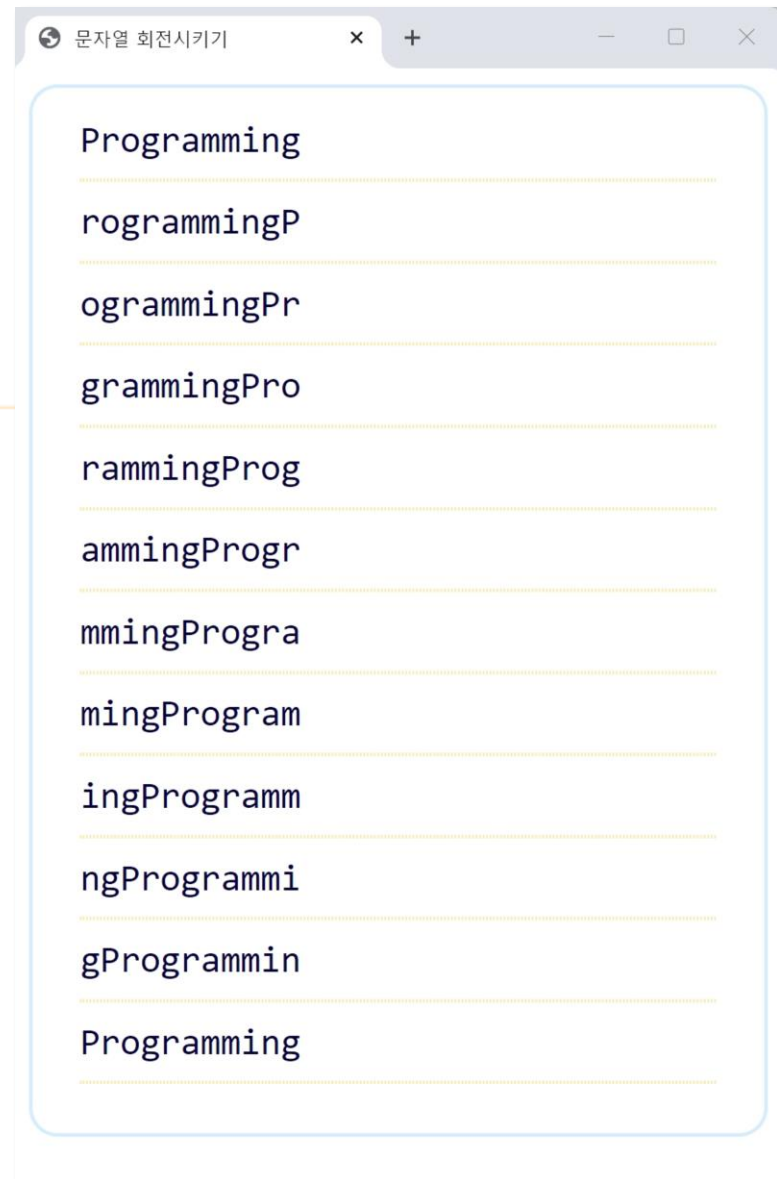 문자열 회전시키기
Programming
rogrammingP
ogrammingPr
grammingPro
rammingProg
ammingProgr
mmingProgra
mingProgram
ingProgramm
ngProgrammi
gProgrammin
Programming